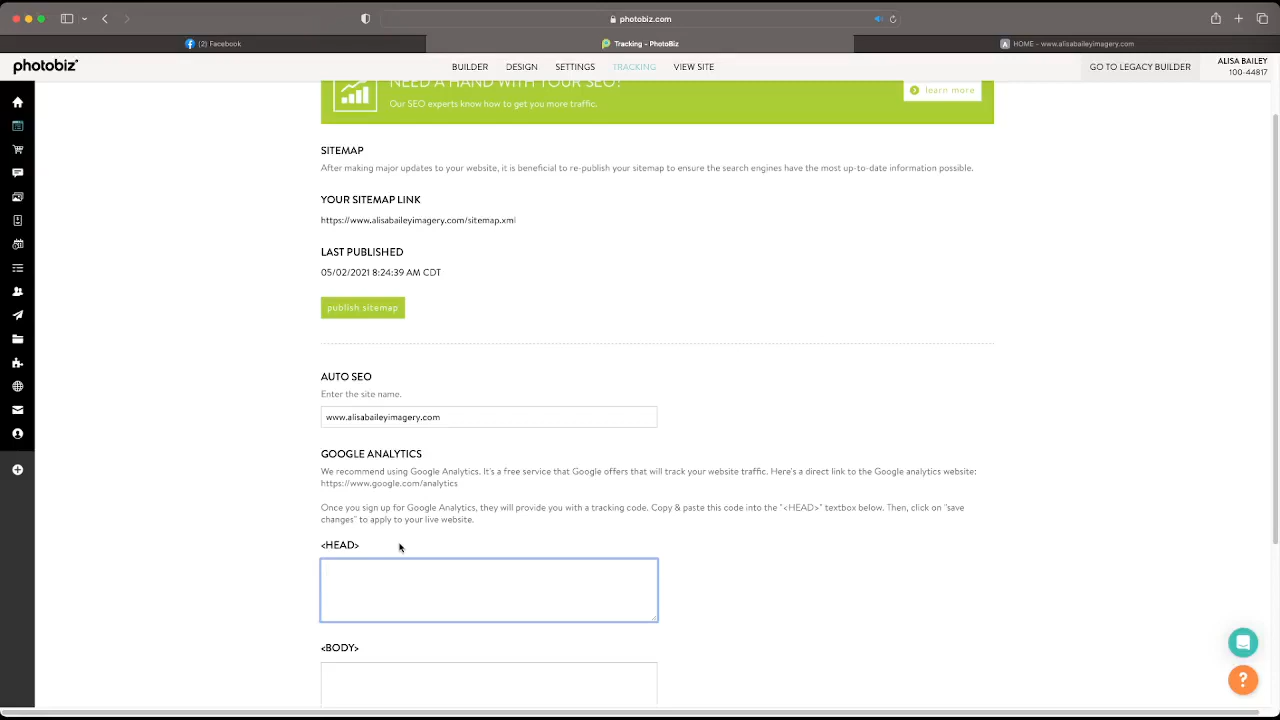 photobiz.com
(2) Facebook
Tracking - PhotoBiz
HOME - www.alisabaileyimagery.com
photobiz
BUILDER
DESIGN
SETTINGS
TRACKING
VIEW SITE
GO TO LEGACY BUILDER
ALISA BAILEY
100-44817
NEED A HAND WITH YOUR SEO?
Our SEO experts know how to get you more traffic.
learn more
SITEMAP
After making major updates to your website, it is beneficial to re-publish your sitemap to ensure the search engines have the most up-to-date information possible.
YOUR SITEMAP LINK
https://www.alisabaileyimagery.com/sitemap.xml
LAST PUBLISHED
05/02/2021 8:24:39 AM CDT
publish sitemap
AUTO SEO
Enter the site name.
www.alisabaileyimagery.com
GOOGLE ANALYTICS
We recommend using Google Analytics. It's a free service that Google offers that will track your website traffic. Here's a direct link to the Google analytics website:
https://www.google.com/analytics
Once you sign up for Google Analytics, they will provide you with a tracking code. Copy & paste this code into the "<HEAD>" textbox below. Then, click on "save
changes" to apply to your live website.
<HEAD>
<BODY>
?